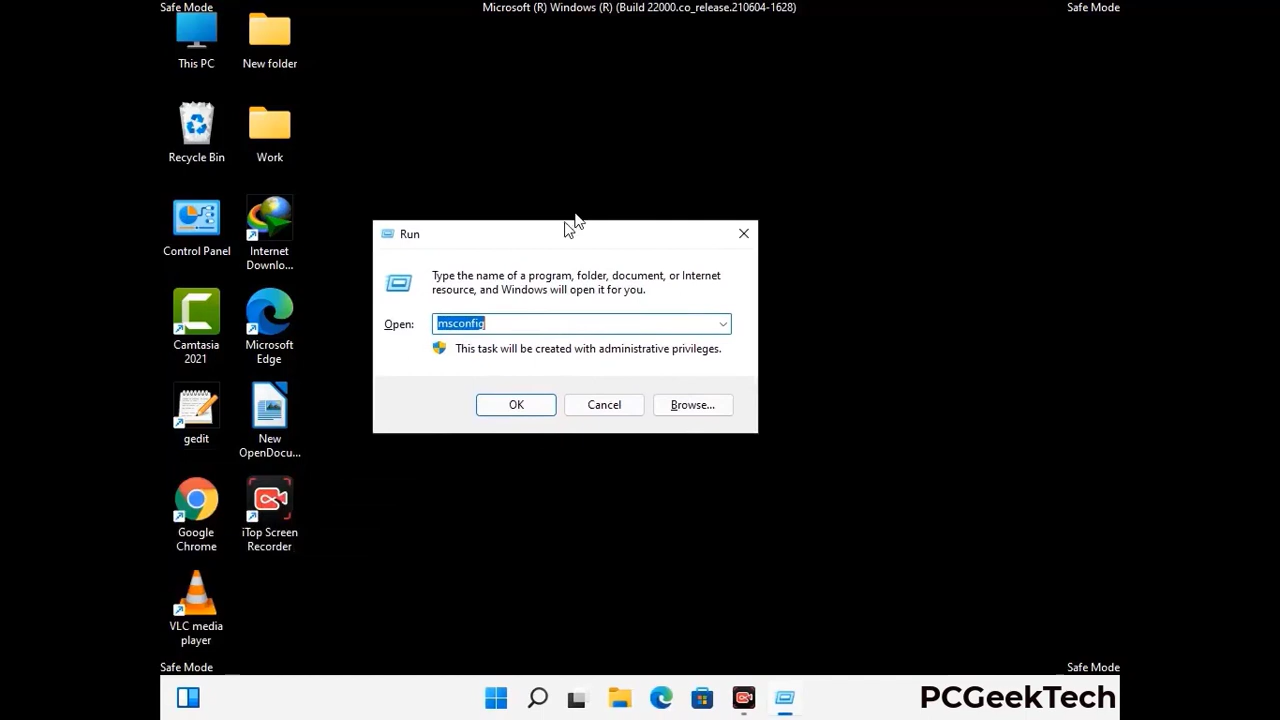 Safe Mode
Microsoft (R) Windows (R) (Build 22000.co_release.210604-1628)
Safe Mode
This PC
New folder
Recycle Bin
Work
Control Panel
Internet
Downlo...
Camtasia
2021
Microsoft
Edge
gedit
New
OpenDocu...
Google
Chrome
iTop Screen
Recorder
VLC media
player
Run
Type the name of a program, folder, document, or Internet
resource, and Windows will open it for you.
Open:
msconfig
This task will be created with administrative privileges.
OK
Cancel
Browse...
Safe Mode
Safe Mode
PCGeekTech